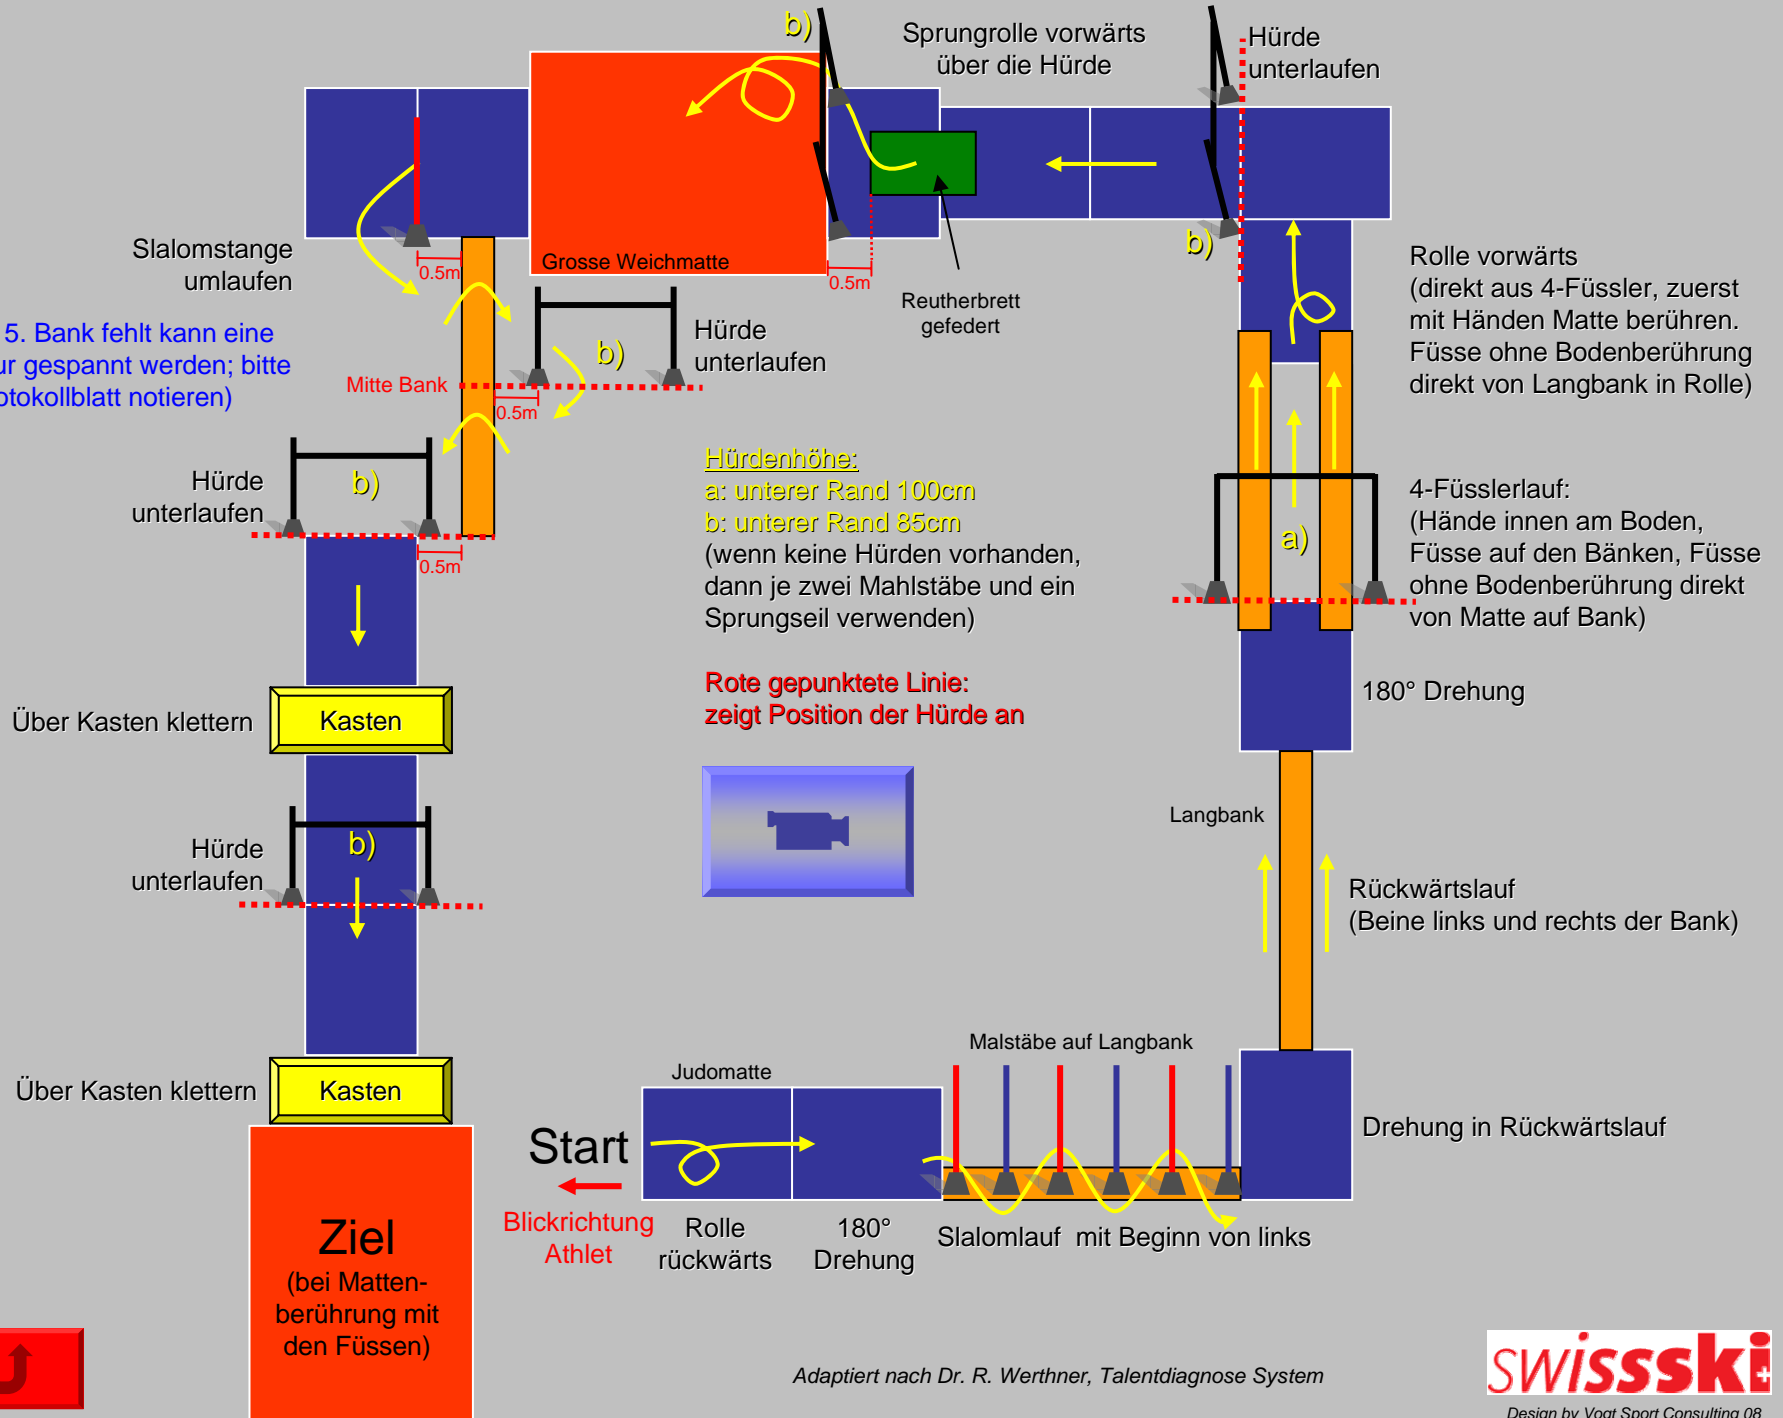 b)
Sprungrolle vorwärts
über die Hürde
Hürde
unterlaufen
Slalomstange
umlaufen
0.5m
Grosse Weichmatte
0.5m
Reutherbrett
gefedert
b)
Rolle vorwärts
(direkt aus 4-Füssler, zuerst
mit Händen Matte berühren.
Füsse ohne Bodenberührung
direkt von Langbank in Rolle)
5. Bank fehlt kann eine
gespannt werden; bitte
notieren)
Hürde
unterlaufen
b)
Mitte Bank
0.5m
Hürde
unterlaufen
b)
0.5m
Hürdenhöhe:
a: unterer Rand 100cm
b: unterer Rand 85cm
(wenn keine Hürden vorhanden,
dann je zwei Mahlstäbe und ein
Sprungseil verwenden)
a)
4-Füsslerlauf:
(Hände innen am Boden,
Füsse auf den Bänken, Füsse
ohne Bodenberührung direkt
von Matte auf Bank)
Rote gepunktete Linie:
zeigt Position der Hürde an
180° Drehung
Über Kasten klettern
Kasten
Langbank
Hürde
unterlaufen
b)
Rückwärtslauf
(Beine links und rechts der Bank)
Über Kasten klettern
Kasten
Judomatte
Malstäbe auf Langbank
Start
Drehung in Rückwärtslauf
Blickrichtung
Athlet
Rolle
rückwärts
180°
Drehung
Slalomlauf mit Beginn von links
Ziel
(bei Matten-
berührung mit
den Füssen)
Adaptiert nach Dr. R. Werthner, Talentdiagnose System
swissski
Design by Vogt Sport Consulting 08